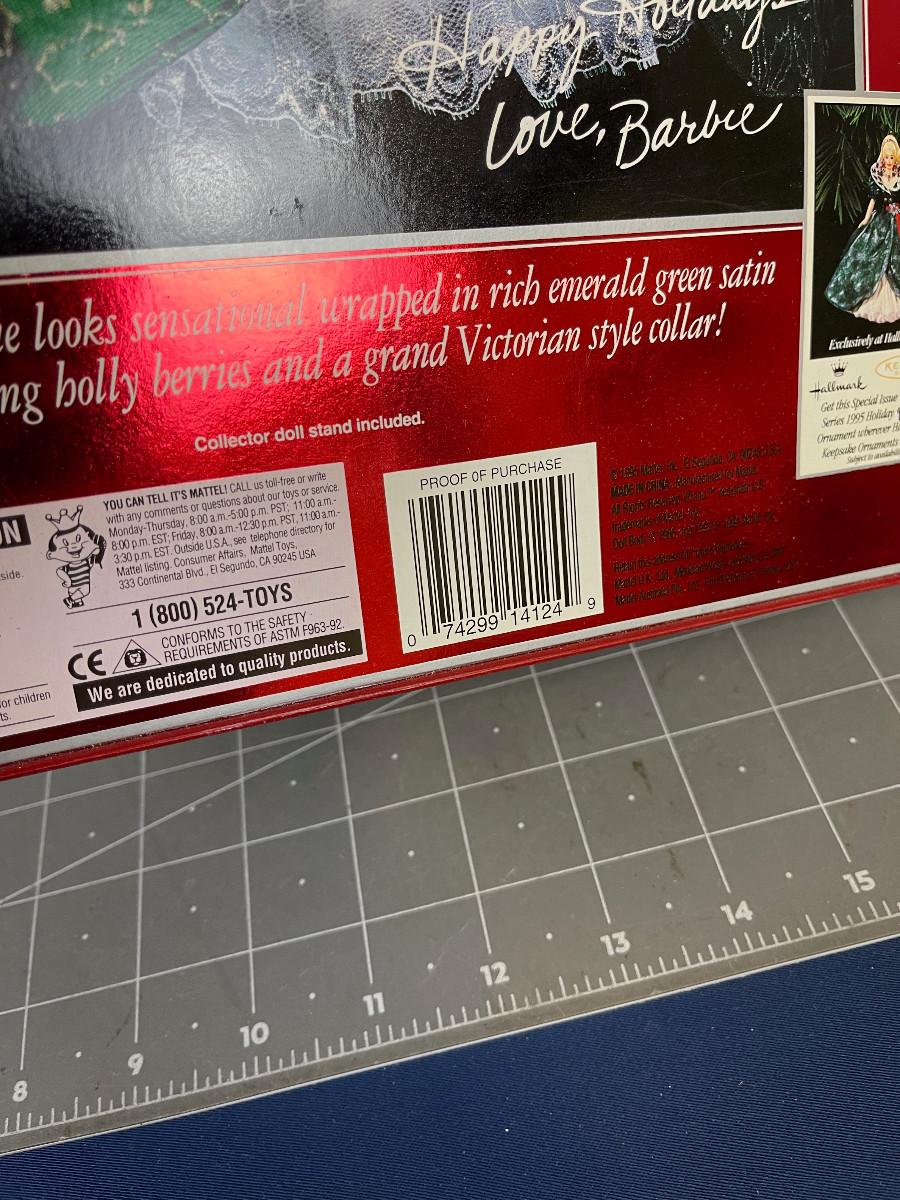 Happy Holidays
Love, Barbie
looks sensational wrapped in rich emerald green satin
holly berries and a grand Victorian style collar!
Collector doll stand included.
YOU CAN TELL IT'S MATTEL! CALL us toll-free or write
with any comments or questions about our toys or service.
Monday-Thursday, 8:00 a.m.-5:00 p.m. PST; 11:00 a.m.-
8:00 p.m. EST; Friday, 8:00 a.m.-12:30 p.m. PST, 11:00 a.m.-
3:30 p.m. EST. Outside U.S.A., see telephone directory for
Mattel listing. Consumer Affairs, Mattel Toys,
333 Continental Blvd., El Segundo, CA 90245 USA
1 (800) 524-TOYS
CE
CONFORMS TO THE SAFETY
REQUIREMENTS OF ASTM F963-92.
We are dedicated to quality products.
side.
for children
PROOF OF PURCHASE
0 74299 14124 9
MADE IN CHINA.
Exclusively at
Hallmark
Get this Special Issue
Series 1995 Holiday
Ornament wherever
Keepsake Ornaments
Subject to
8 9 10 11 12 13 14 15